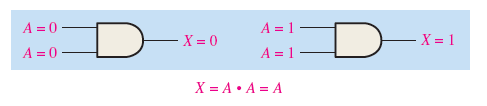 A = 0 X = 0 A = 1 X = 1
A = 0 A = 1
X = A • A = A